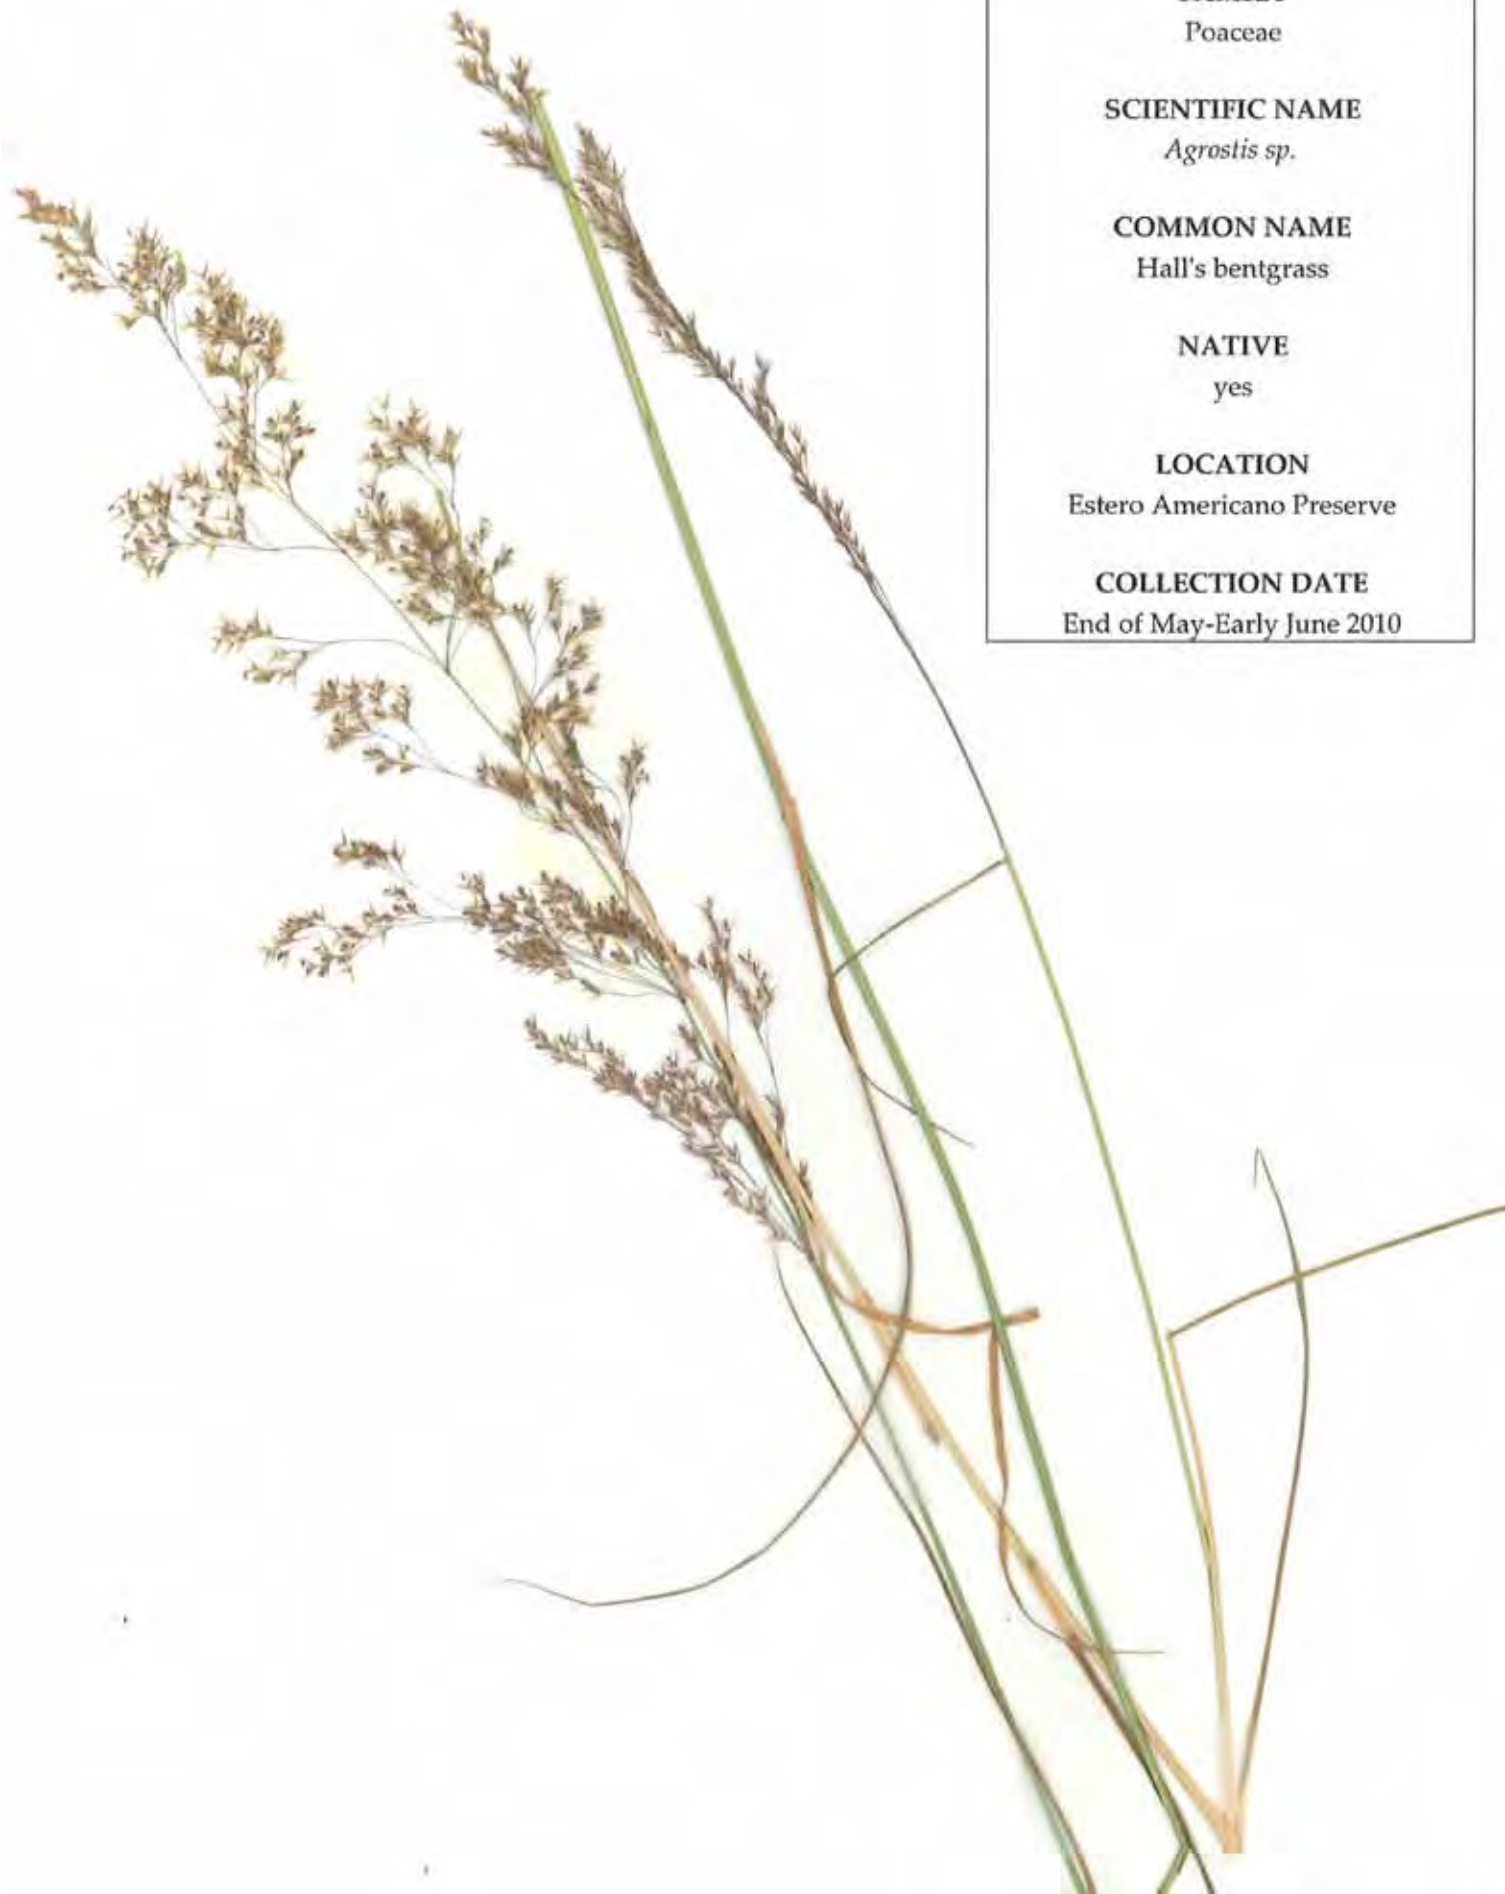 Poaceae
SCIENTIFIC NAME
Agrostis sp.
COMMON NAME
Hall's bentgrass
NATIVE
yes
LOCATION
Estero Americano Preserve
COLLECTION DATE
End of May-Early June 2010